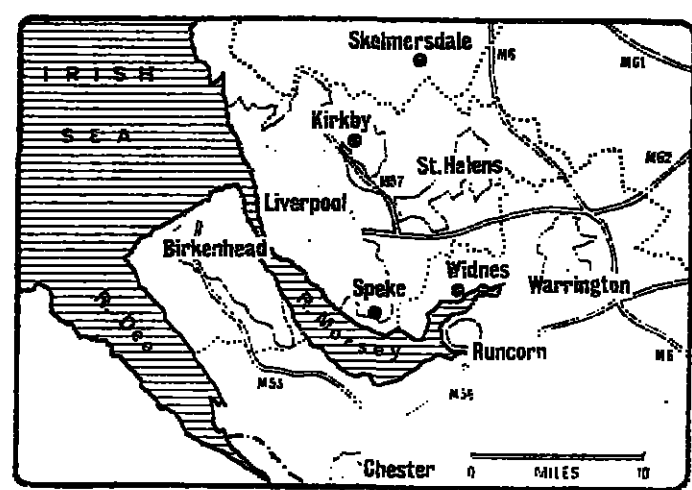 Skelmersdale
M6
M61
IRISH
SEA
Kirkby
M57
St.Helens
M62
Liverpool
Birkenhead
Speke
Widnes
Warrington
R. Dee
R. Mersey
Runcorn
M6
M53
M56
Chester
0 MILES 10